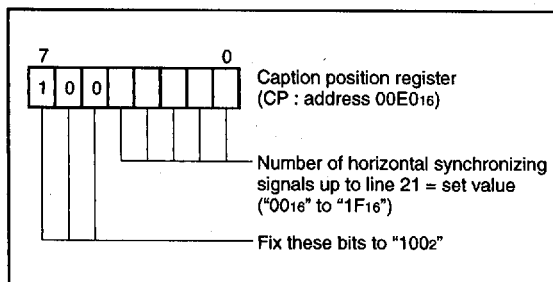 7 0
1 0 0
Caption position register
(CP : address 00E016)
Number of horizontal synchronizing
signals up to line 21 = set value
(“0016” to “1F16”)
Fix these bits to “1002”